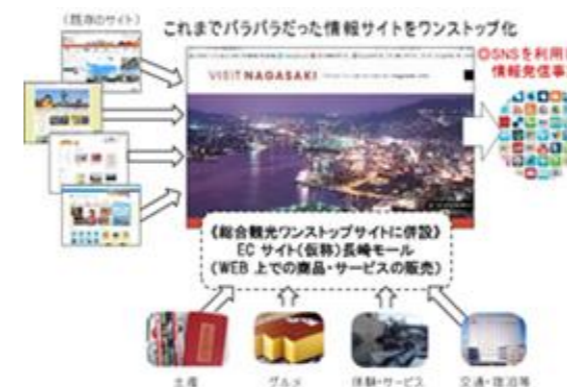 (既存のサイト)
これまでバラバラだった情報サイトをワンストップ化
VISIT NAGASAKI
◎SNSを利用
情報発信事
《総合観光ワンストップサイトに併設》
ECサイト(仮称)長崎モール
(WEB上での商品・サービスの販売)
土産
グルメ
体験・サービス
交通・宿泊等